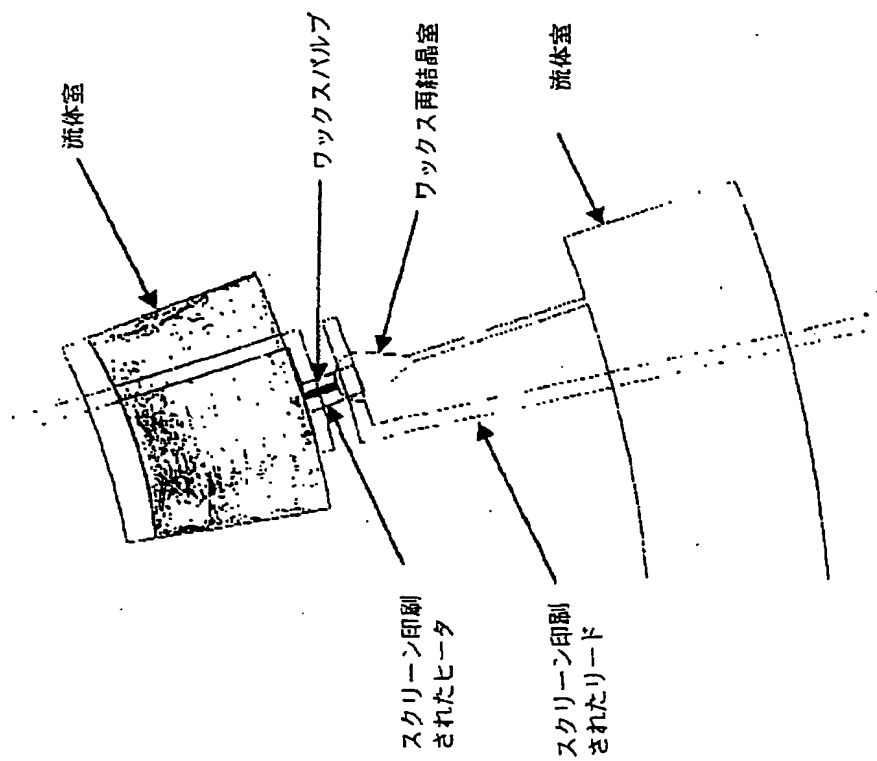 流体室
ワックスバルブ
ワックス再結晶室
流体室
スクリーン印刷
されたヒータ
スクリーン印刷
されたリード